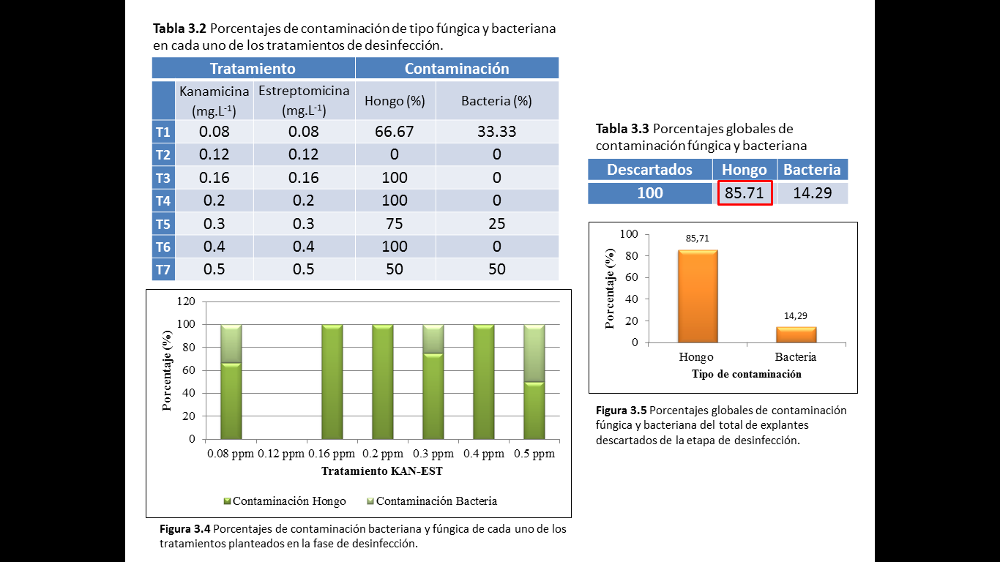 Tabla 3.2 Porcentajes de contaminación de tipo fúngica y bacteriana
en cada uno de los tratamientos de desinfección.
Tratamiento Contaminación
Kanamicina (mg.L-1) Estreptomicina (mg.L-1) Hongo (%) Bacteria (%)
T1 0.08 0.08 66.67 33.33
T2 0.12 0.12 0 0
T3 0.16 0.16 100 0
T4 0.2 0.2 100 0
T5 0.3 0.3 75 25
T6 0.4 0.4 100 0
T7 0.5 0.5 50 50
120
100
80
60
40
20
0
Porcentaje (%)
0.08 ppm 0.12 ppm 0.16 ppm 0.2 ppm 0.3 ppm 0.4 ppm 0.5 ppm
Tratamiento KAN-EST
Contaminación Hongo Contaminación Bacteria
Figura 3.4 Porcentajes de contaminación bacteriana y fúngica de cada uno de los
tratamientos planteados en la fase de desinfección.
Tabla 3.3 Porcentajes globales de
contaminación fúngica y bacteriana
Descartados Hongo Bacteria
100 85.71 14.29
100
80
60
40
20
0
Porcentaje (%)
85,71
14,29
Hongo Bacteria
Tipo de contaminación
Figura 3.5 Porcentajes globales de contaminación
fúngica y bacteriana del total de explantes
descartados de la etapa de desinfección.